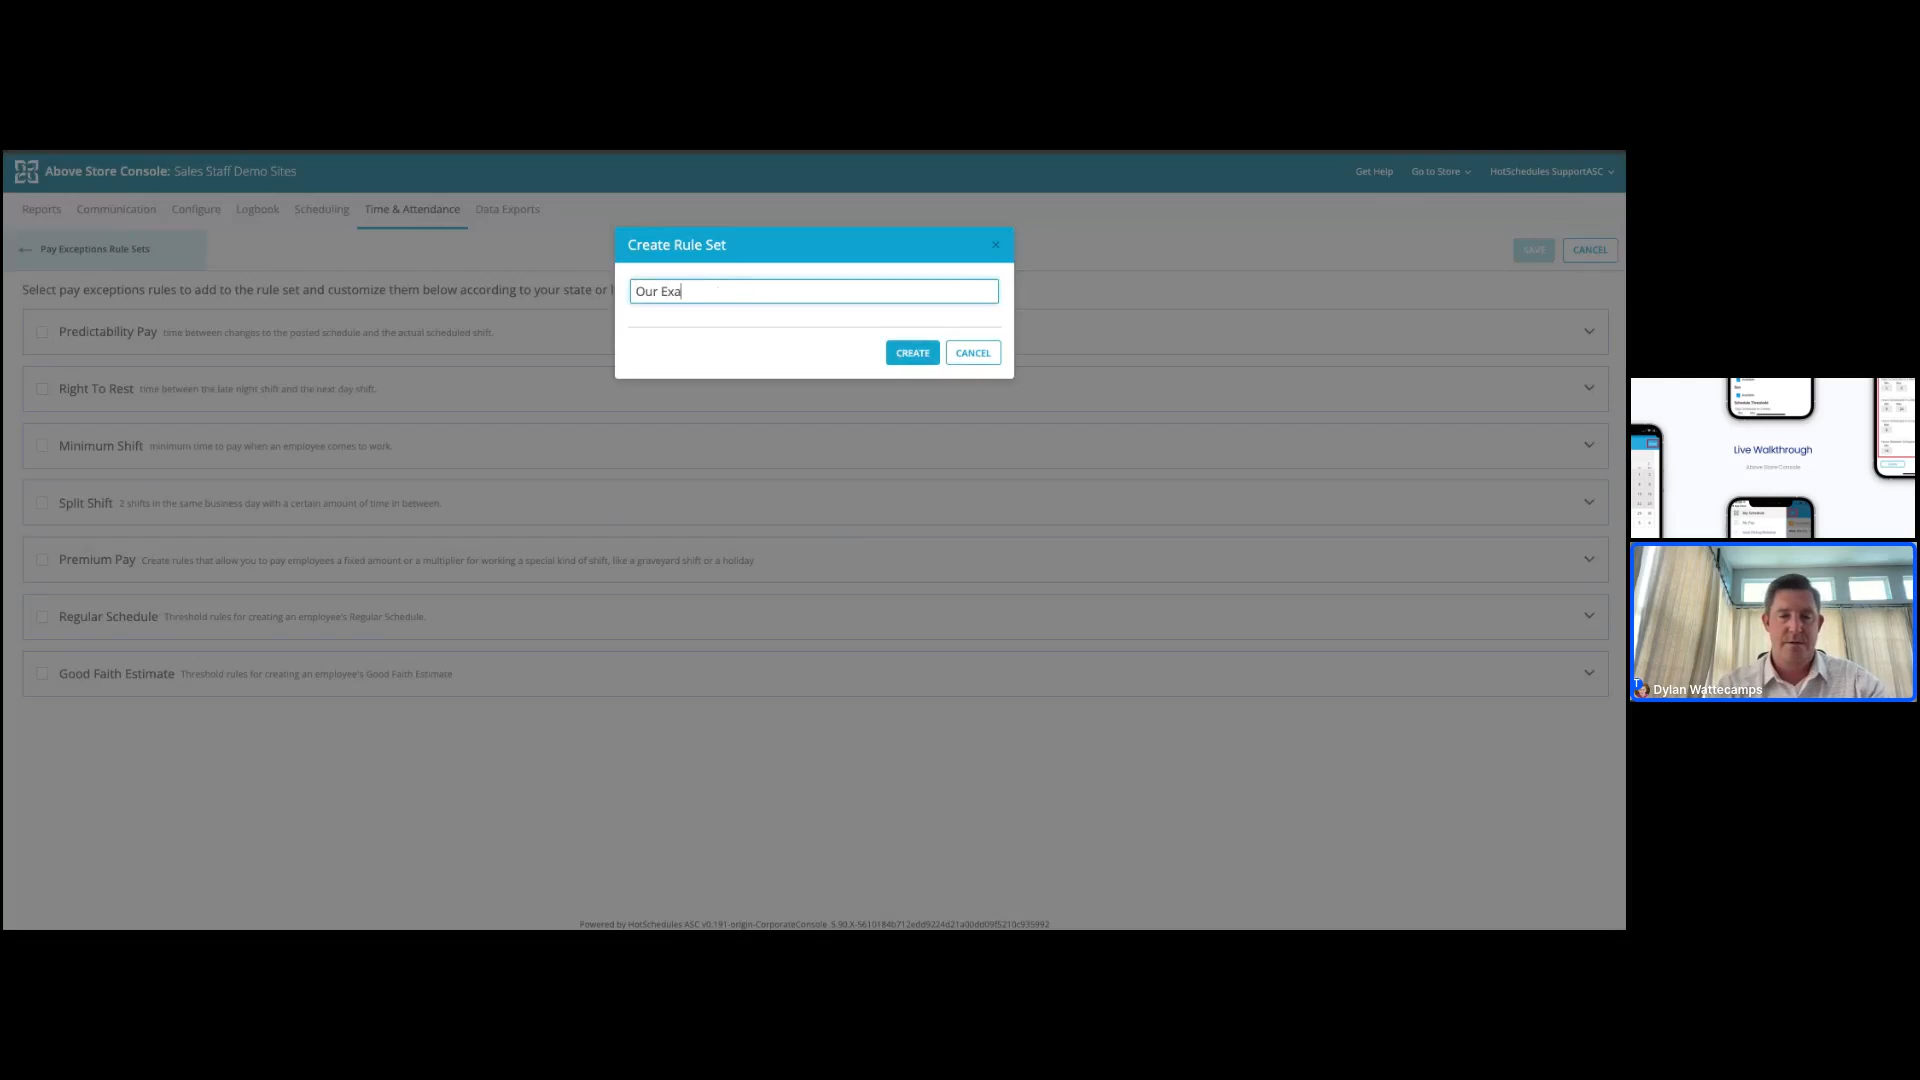 Above Store Console: Sales Staff Demo Sites
Get Help
Go to Store
HotSchedules SupportASC
Reports
Communication
Configure
Logbook
Scheduling
Time & Attendance
Data Exports
Pay Exceptions Rule Sets
SAVE
CANCEL
Create Rule Set
×
Our Exa
CREATE
CANCEL
Select pay exceptions rules to add to the rule set and customize them below according to your state or l
Predictability Pay time between changes to the posted schedule and the actual scheduled shift.
Right To Rest time between the late night shift and the next day shift.
Minimum Shift minimum time to pay when an employee comes to work.
Split Shift 2 shifts in the same business day with a certain amount of time in between.
Premium Pay Create rules that allow you to pay employees a fixed amount or a multiplier for working a special kind of shift, like a graveyard shift or a holiday
Regular Schedule Threshold rules for creating an employee's Regular Schedule.
Good Faith Estimate Threshold rules for creating an employee's Good Faith Estimate
Powered by HotSchedules ASC v0.191-origin-CorporateConsole
Live Walkthrough
Above Store Console
Dylan Wattecamps